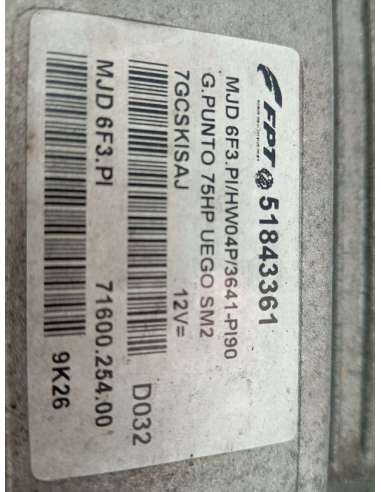 FPT 51843361
MJD 6F3.PI/HW04P/3641-PI90
G.PUNTO 75HP UEGO SM2
7GCSKISAJ 12V=
D032
MJD 6F3.PI 71600.254.00
9K26